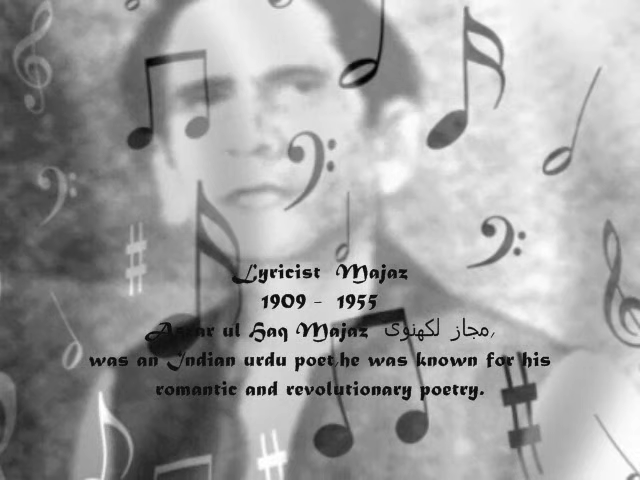 Lyricist Majaz
1909 - 1955
Asrar ul Haq Majaz مجاز لکھنوی,
was an Indian urdu poet,he was known for his
romantic and revolutionary poetry.